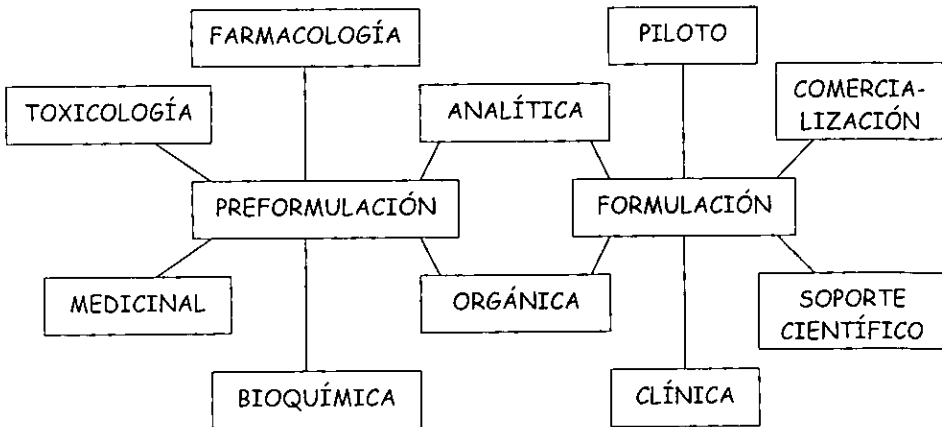 FARMACOLOGÍA
PILOTO
TOXICOLOGÍA
ANALÍTICA
COMERCIA-
LIZACIÓN
PREFORMULACIÓN
FORMULACIÓN
MEDICINAL
ORGÁNICA
SOPORTE
CIENTÍFICO
BIOQUÍMICA
CLÍNICA